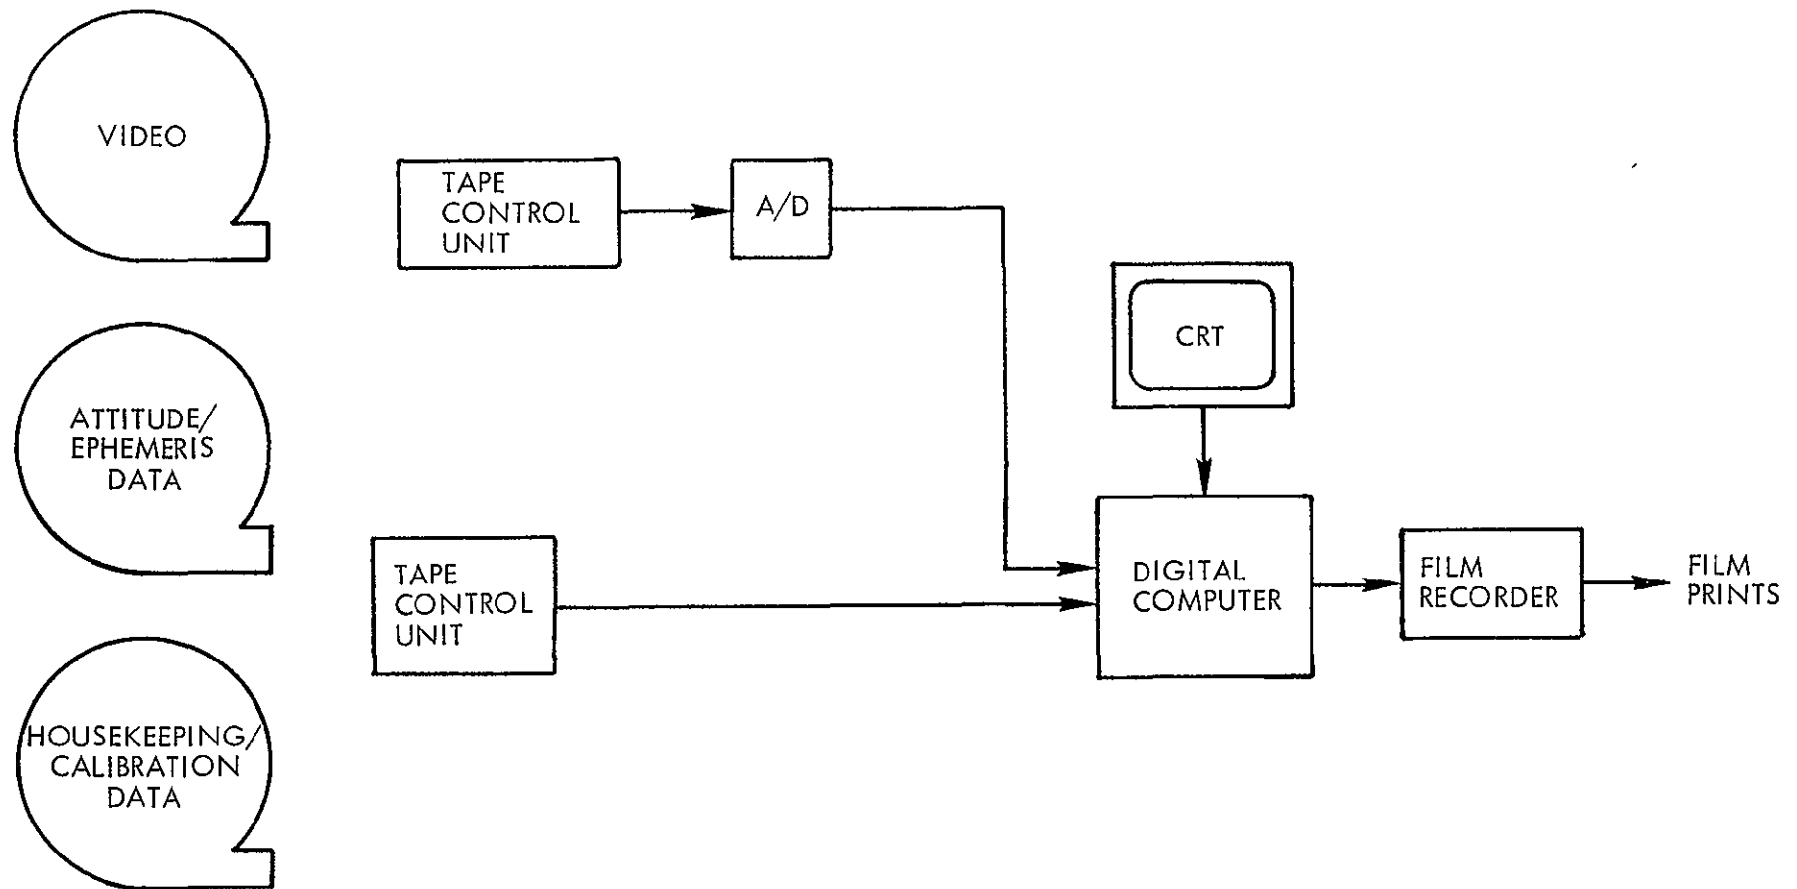 VIDEO
TAPE
CONTROL
UNIT
A/D
CRT
ATTITUDE/
EPHEMERIS
DATA
TAPE
CONTROL
UNIT
DIGITAL
COMPUTER
FILM
RECORDER
FILM
PRINTS
HOUSEKEEPING/
CALIBRATION
DATA